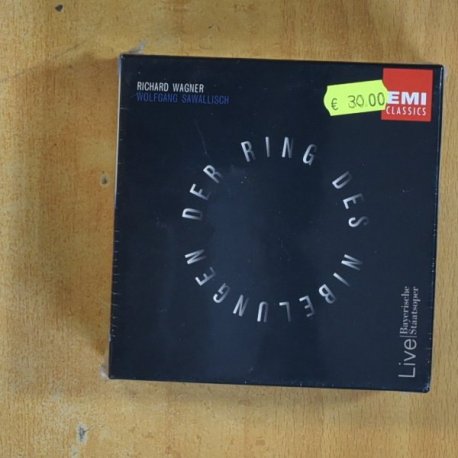 RICHARD WAGNER
WOLFGANG SAWALLISCH
€ 30.00
EMI
CLASSICS
DER RING DES NIBELUNGEN
Live
Bayerische
Staatsoper